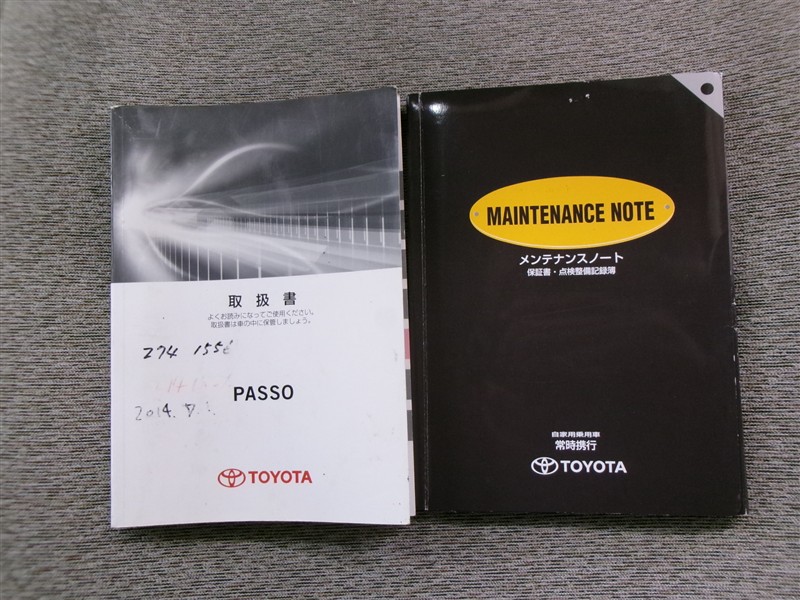 取扱書
よくお読みになってご使用ください。
取扱書は車の中に保管しましょう。
274 1556
PASSO
2014. 7.
TOYOTA
MAINTENANCE NOTE
メンテナンスノート
保証書・点検整備記録簿
自家用乗用車
常時携行
TOYOTA